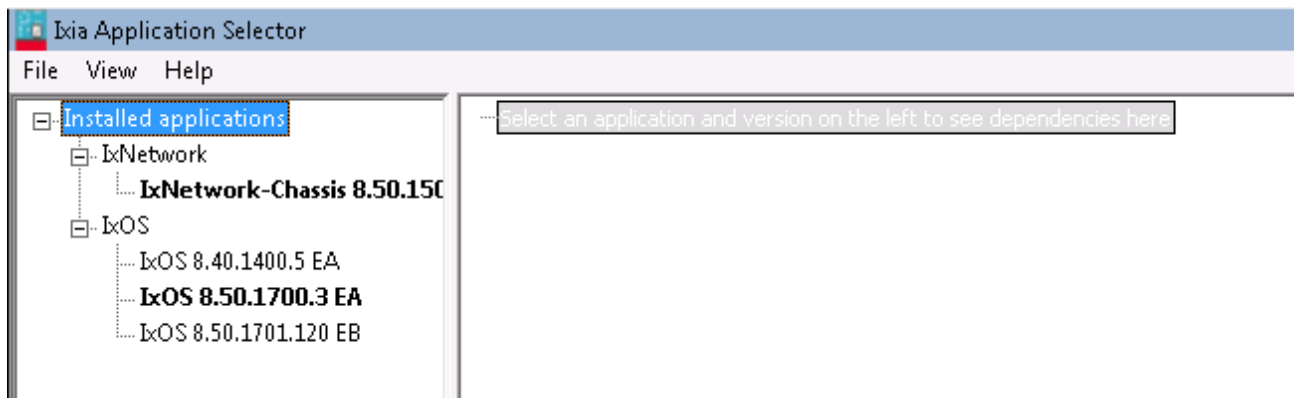 Ixia Application Selector
File View Help
Installed applications
IxNetwork
IxNetwork-Chassis 8.50.150
IxOS
IxOS 8.40.1400.5 EA
IxOS 8.50.1700.3 EA
IxOS 8.50.1701.120 EB
Select an application and version on the left to see dependencies here